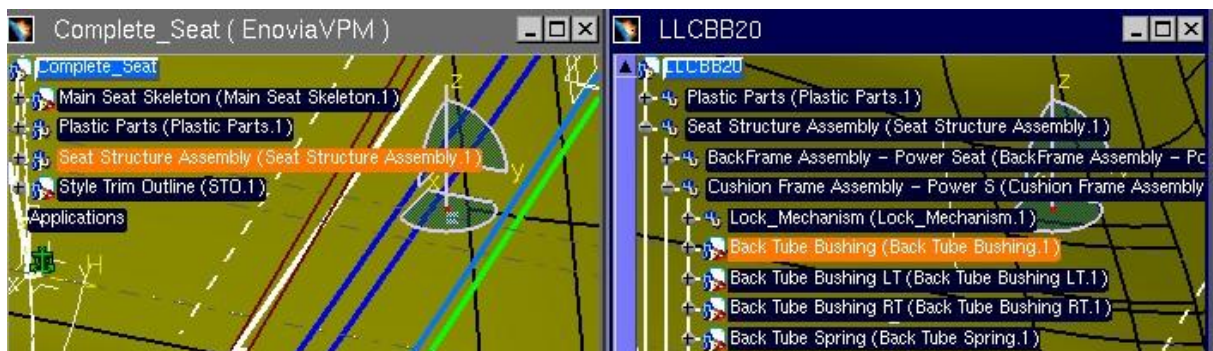 Complete_Seat ( EnoviaVPM )
Complete_Seat
Main Seat Skeleton (Main Seat Skeleton.1)
Plastic Parts (Plastic Parts.1)
Seat Structure Assembly (Seat Structure Assembly.1)
Style Trim Outline (STO.1)
Applications
z
y
yH
LLCBB20
LLCBB20
Plastic Parts (Plastic Parts.1)
Seat Structure Assembly (Seat Structure Assembly.1)
BackFrame Assembly – Power Seat (BackFrame Assembly – Po
Cushion Frame Assembly – Power S (Cushion Frame Assembly
Lock_Mechanism (Lock_Mechanism.1)
Back Tube Bushing (Back Tube Bushing.1)
Back Tube Bushing LT (Back Tube Bushing LT.1)
Back Tube Bushing RT (Back Tube Bushing RT.1)
Back Tube Spring (Back Tube Spring.1)
z